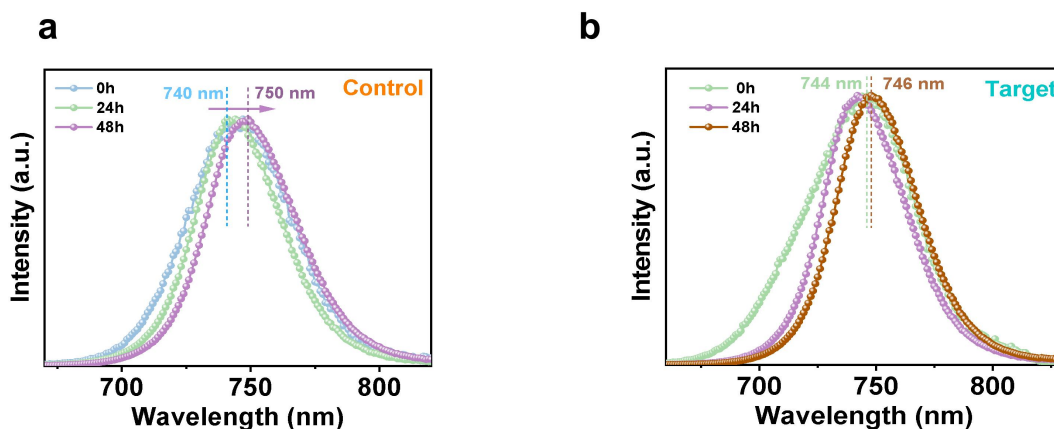 a
Control
0h
24h
48h
740 nm
750 nm
Intensity (a.u.)
700
750
800
Wavelength (nm)
b
Target
0h
24h
48h
744 nm
746 nm
Intensity (a.u.)
700
750
800
Wavelength (nm)